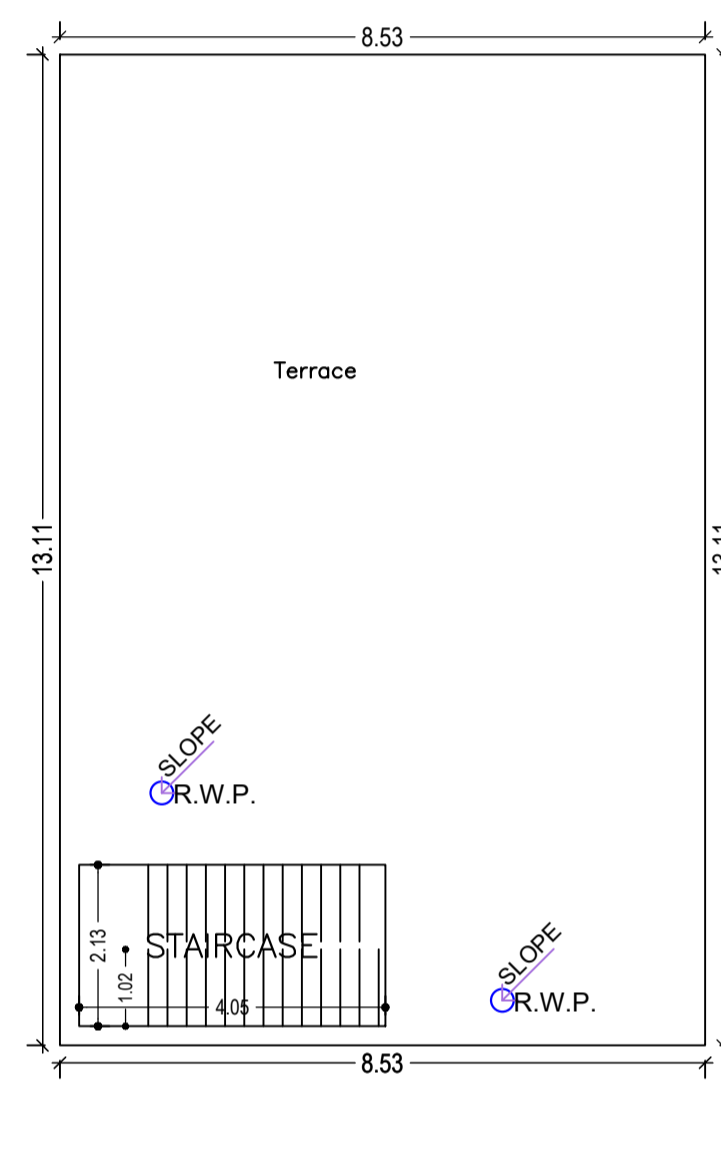 8.53
Terrace
13.11
SLOPE
R.W.P.
2.13
STAIRCASE
1.02
4.05
SLOPE
R.W.P.
8.53